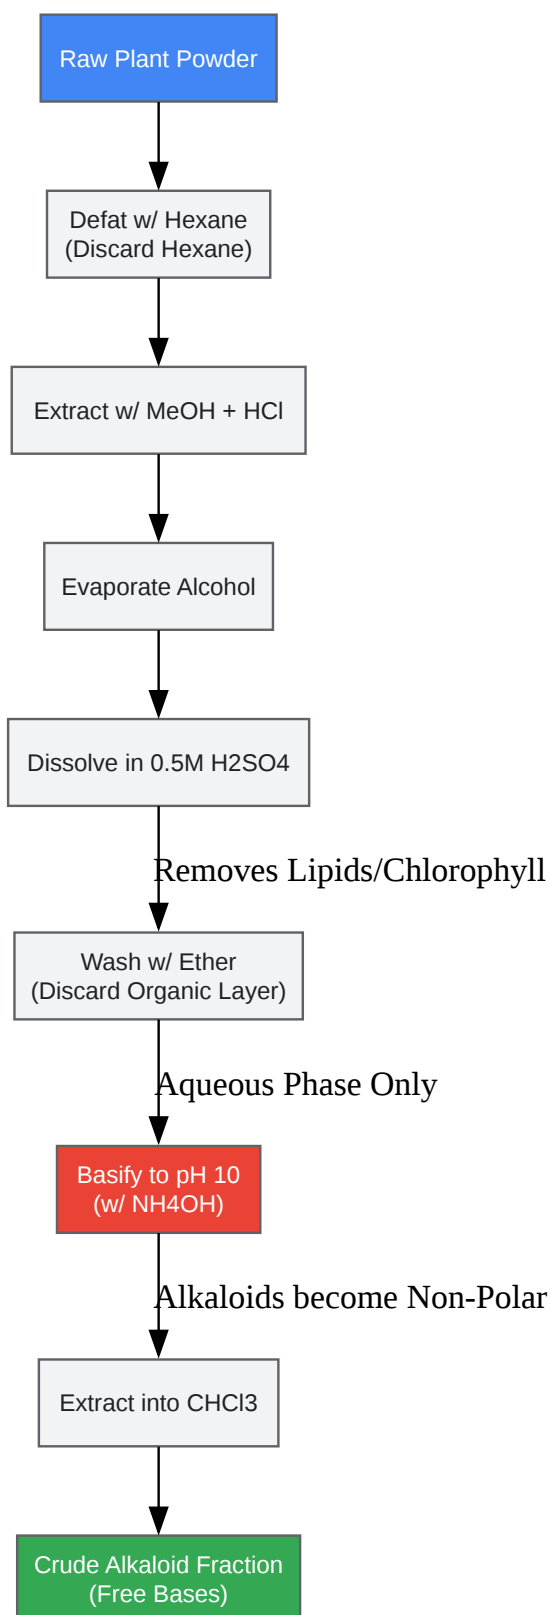 Raw Plant Powder
Defat w/ Hexane
(Discard Hexane)
Extract w/ MeOH + HCl
Evaporate Alcohol
Dissolve in 0.5M H2SO4
Removes Lipids/Chlorophyll
Wash w/ Ether
(Discard Organic Layer)
Aqueous Phase Only
Basify to pH 10
(w/ NH4OH)
Alkaloids become Non-Polar
Extract into CHCl3
Crude Alkaloid Fraction
(Free Bases)